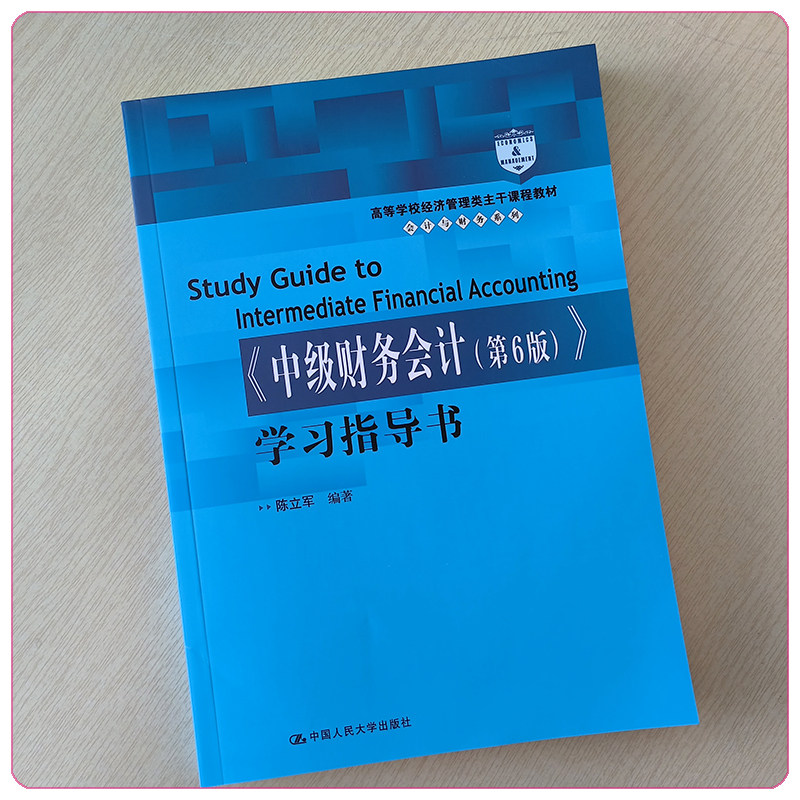 ECONOMICS
&
MANAGEMENT
高等学校经济管理类主干课程教材
会计与财务系列
Study Guide to
Intermediate Financial Accounting
《中级财务会计(第6版)》
学习指导书
陈立军 编著
中国人民大学出版社